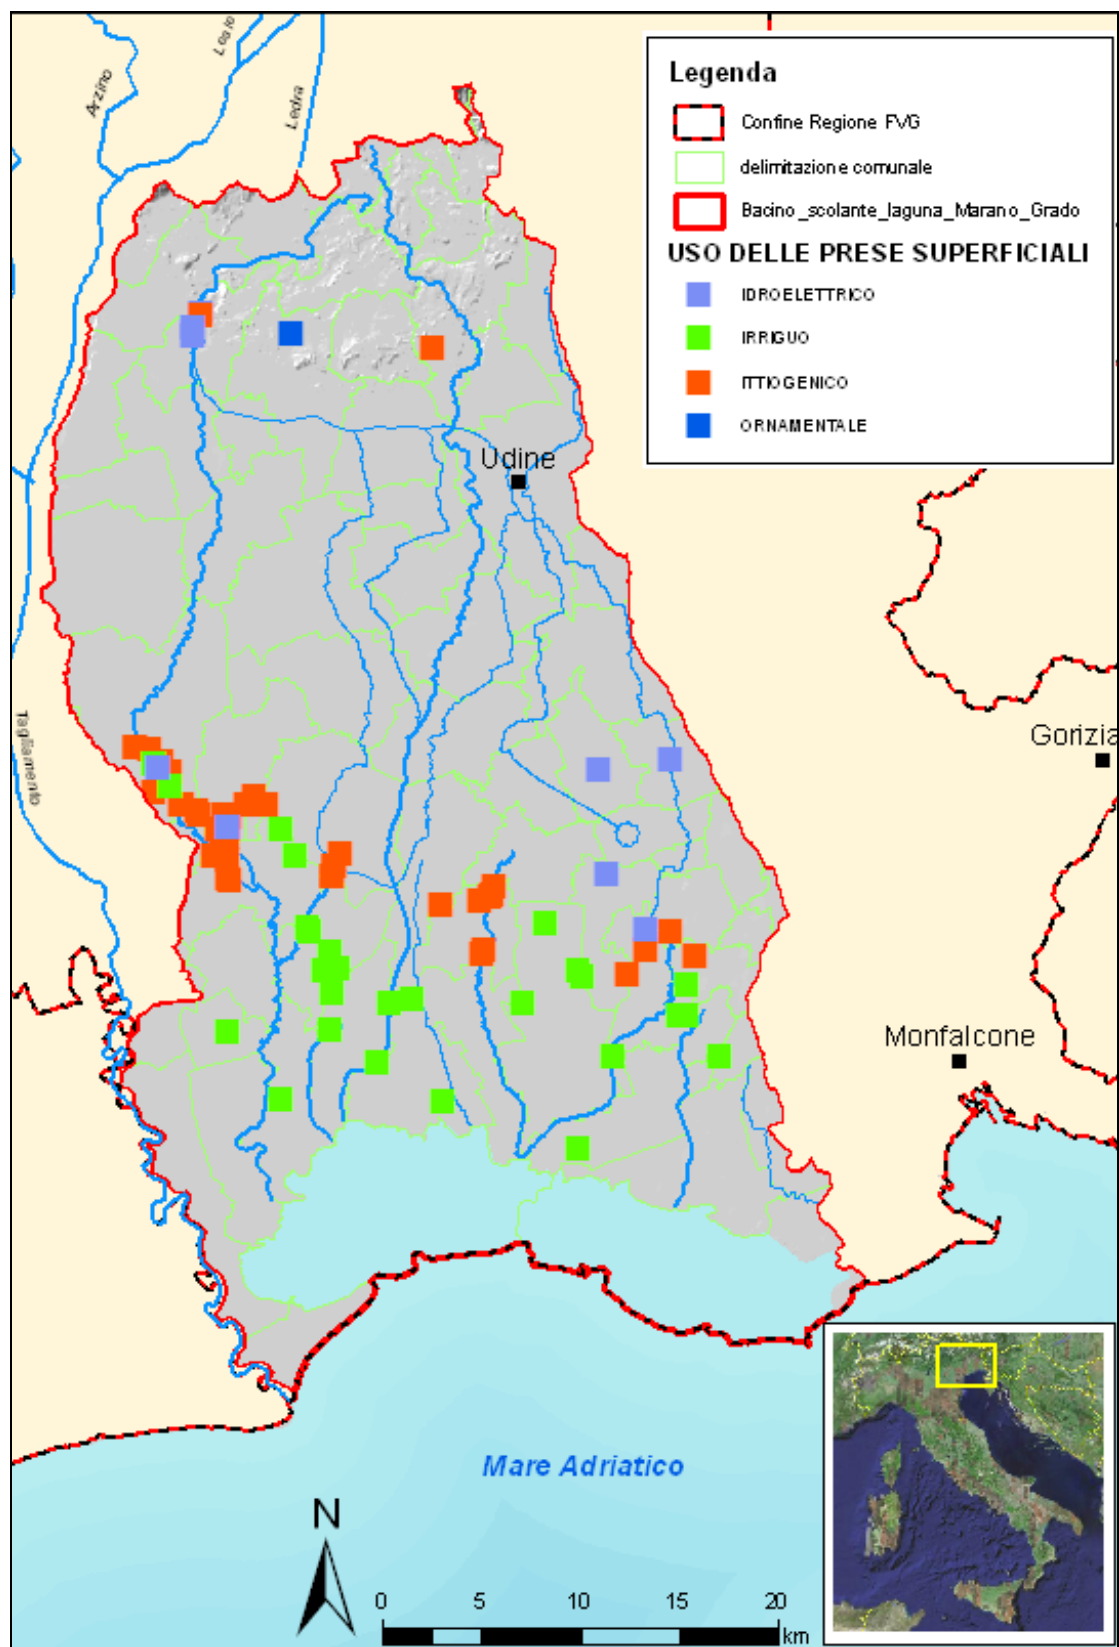 Arzino
Lesio
Ledra
Legenda
Confine Regione FVG
delimitazione comunale
Bacino_scolante_laguna_Marano_Grado
USO DELLE PRESE SUPERFICIALI
IDROELETTRICO
IRRIGUO
ITTIOGENICO
ORNAMENTALE
Udine
Tagliamento
Gorizia
Monfalcone
Mare Adriatico
N
0 5 10 15 20
km